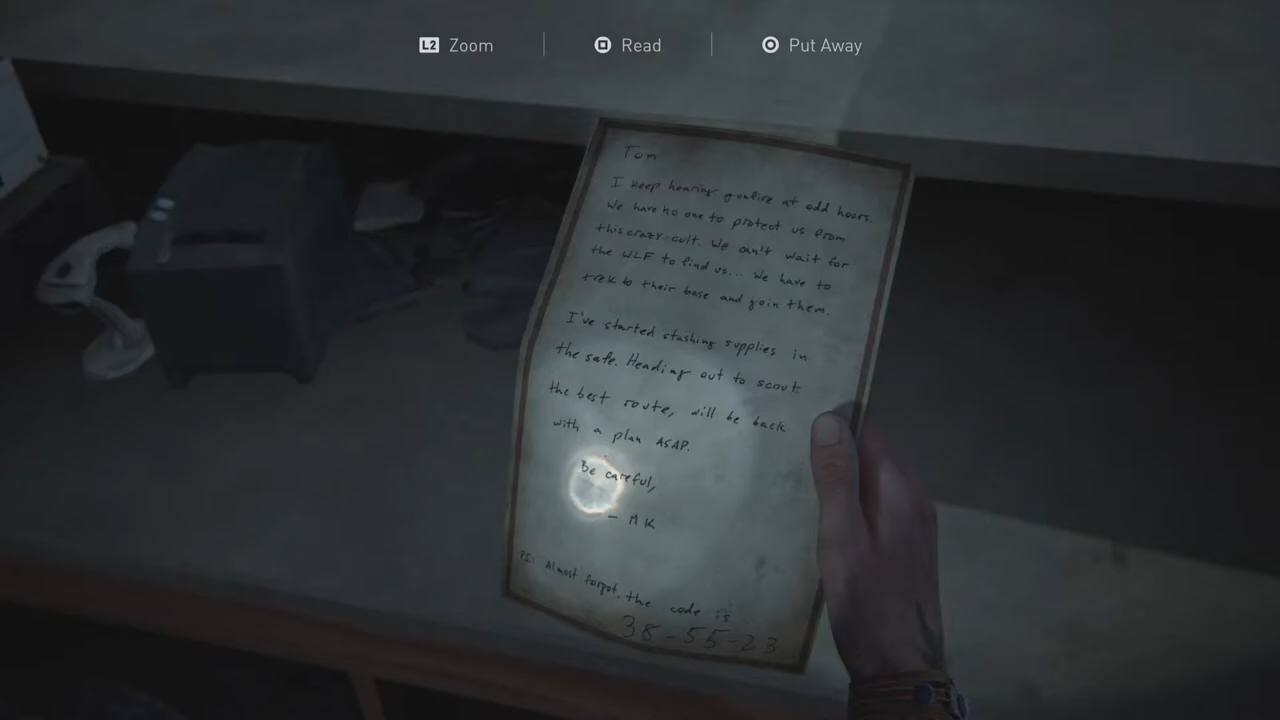 L2 Zoom | Read | Put Away
Tom
I keep hearing gunfire at odd hours.
We have no one to protect us from
this crazy cult. We can't wait for
the WLF to find us... We have to
trek to their base and join them.
I've started stashing supplies in
the safe. Heading out to scout
the best route, will be back
with a plan ASAP.
Be careful,
- MK
PS: Almost forgot, the code is
38-55-23